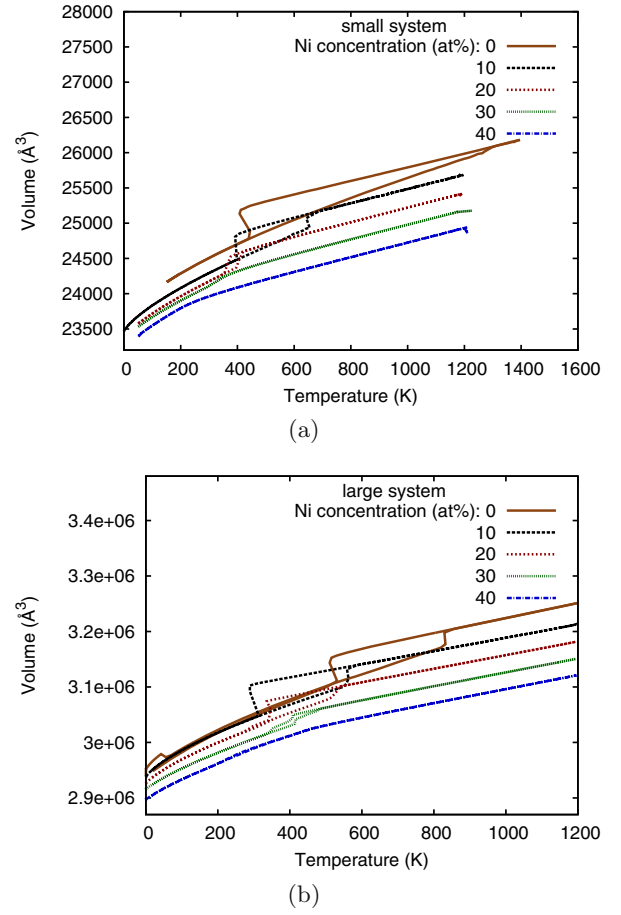 small system
Ni concentration (at%): 0
10
20
30
40
28000
27500
27000
26500
26000
25500
25000
24500
24000
23500
Volume (Å³)
0 200 400 600 800 1000 1200 1400 1600
Temperature (K)
(a)
large system
Ni concentration (at%): 0
10
20
30
40
3.4e+06
3.3e+06
3.2e+06
3.1e+06
3e+06
2.9e+06
Volume (Å³)
0 200 400 600 800 1000 1200
Temperature (K)
(b)